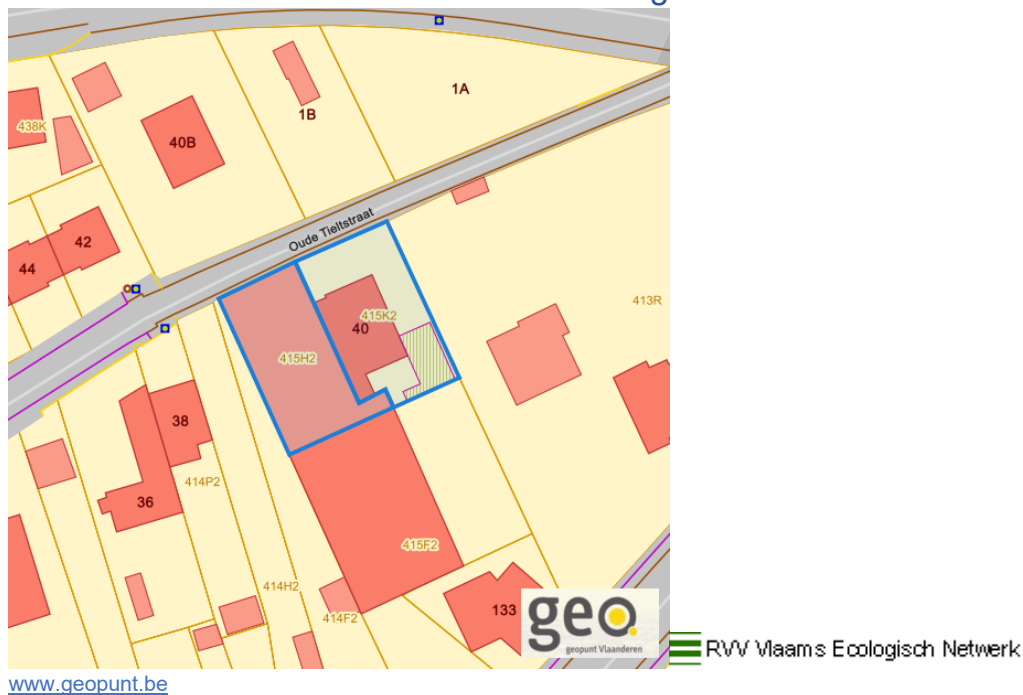 1A
1B
438K
40B
Oude Tieltstraat
42
44
413R
415K2
40
415H2
38
414P2
36
415F2
414H2
133
414F2
geo
geopunt Vlaanderen
RVV Vlaams Ecologisch Netwerk
www.geopunt.be